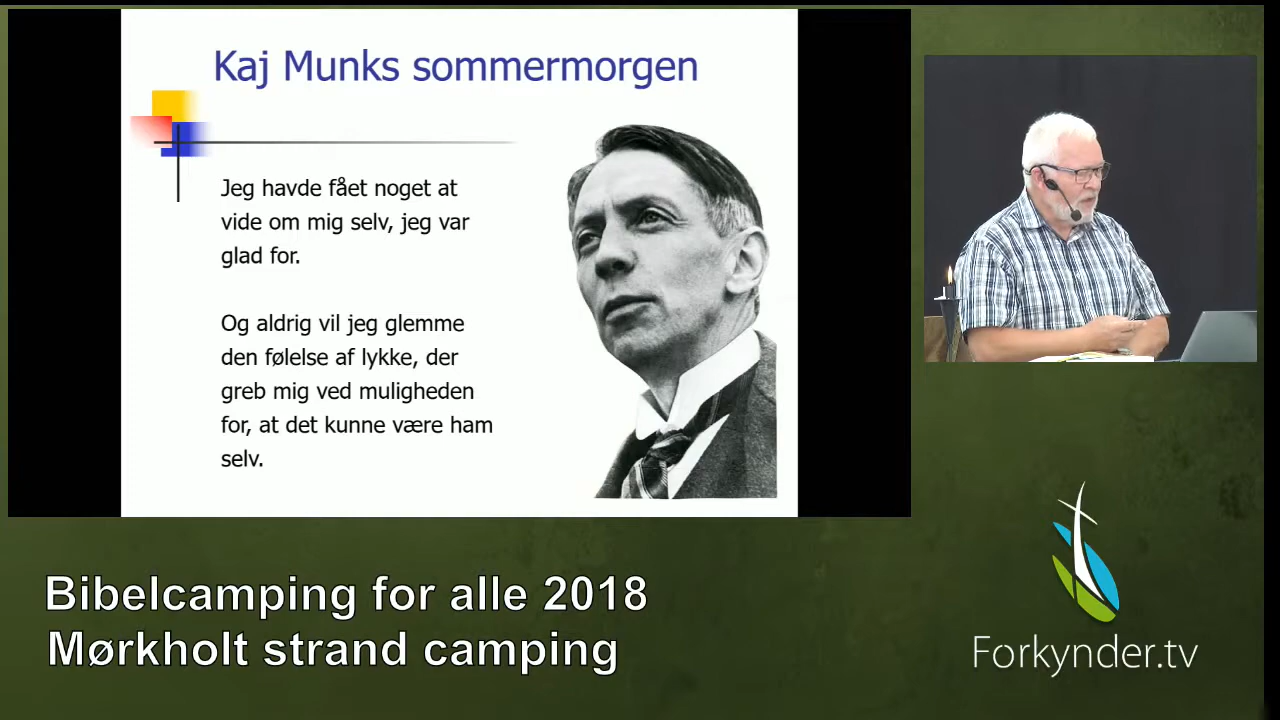 Kaj Munks sommermorgen
Jeg havde fået noget at
vide om mig selv, jeg var
glad for.
Og aldrig vil jeg glemme
den følelse af lykke, der
greb mig ved muligheden
for, at det kunne være ham
selv.
Bibelcamping for alle 2018
Mørkholt strand camping
Forkynder.tv